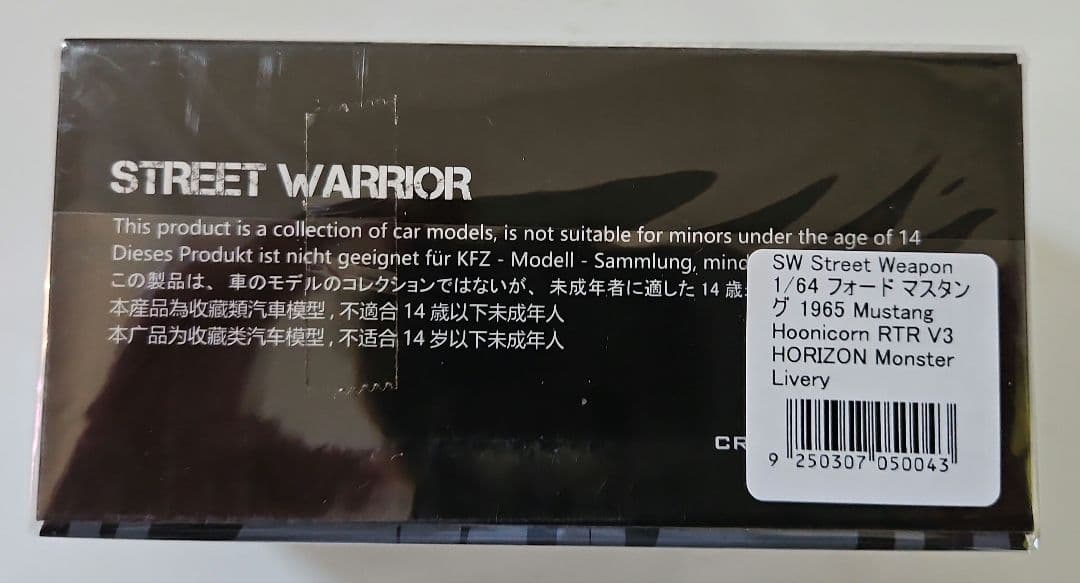 STREET WARRIOR
This product is a collection of car models, is not suitable for minors under the age of 14
Dieses Produkt ist nicht geeignet für KFZ - Modell - Sammlung,
この製品は、車のモデルのコレクションではないが、未成年者に適した 14 歳
本產品為收藏類汽車模型，不適合 14 歲以下未成年人
本广品为收藏类汽车模型，不适合 14 岁以下未成年人
SW Street Weapon
1/64 フォード マスタン
グ 1965 Mustang
Hoonicorn RTR V3
HORIZON Monster
Livery
9 250307 050043